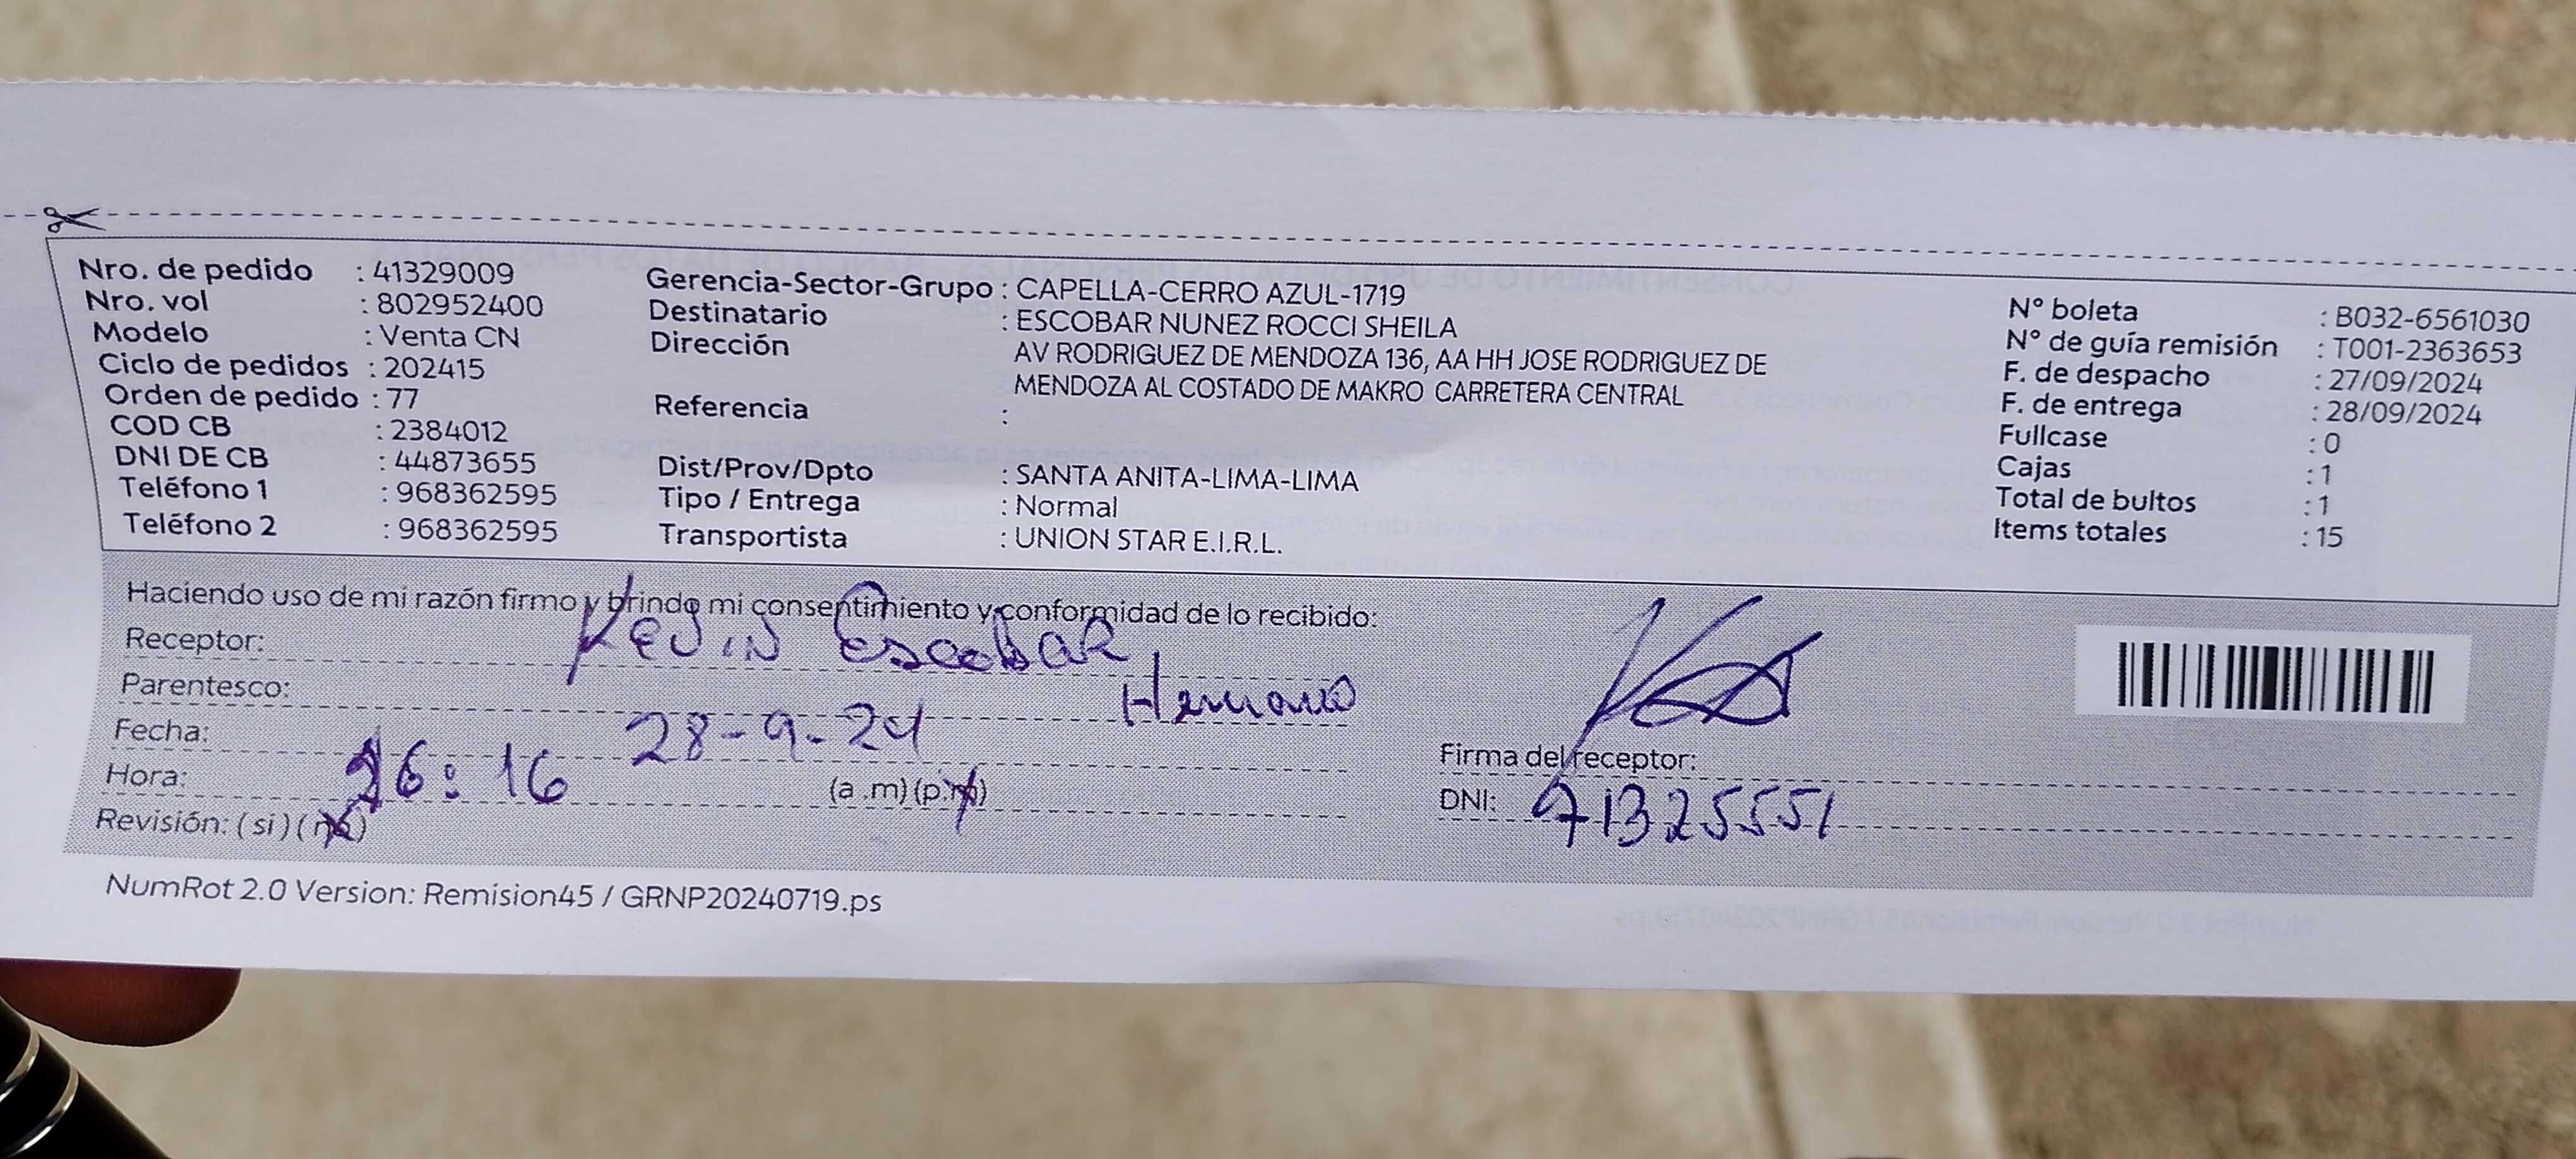 Nro. de pedido : 41329009
Nro. vol : 802952400
Modelo : Venta CN
Ciclo de pedidos : 202415
Orden de pedido : 77
COD CB : 2384012
DNI DE CB : 44873655
Teléfono 1 : 968362595
Teléfono 2 : 968362595
Gerencia-Sector-Grupo : CAPELLA-CERRO AZUL-1719
Destinatario : ESCOBAR NUNEZ ROCCI SHEILA
Dirección AV RODRIGUEZ DE MENDOZA 136, AA HH JOSE RODRIGUEZ DE
MENDOZA AL COSTADO DE MAKRO CARRETERA CENTRAL
Referencia :
Dist/Prov/Dpto : SANTA ANITA-LIMA-LIMA
Tipo / Entrega : Normal
Transportista : UNION STAR E.I.R.L.
N° boleta : B032-6561030
N° de guía remisión : T001-2363653
F. de despacho : 27/09/2024
F. de entrega : 28/09/2024
Fullcase : 0
Cajas : 1
Total de bultos : 1
Items totales : 15
Haciendo uso de mi razón firmo y brindo mi consentimiento y conformidad de lo recibido:
Receptor: Kevin Escobar
Parentesco: Hermano
Fecha: 28-9-24
Hora: 16:16 (a .m) (p.m)
Revisión: ( si ) ( no )
Firma del receptor:
DNI: 71325551
NumRot 2.0 Version: Remision45 / GRNP20240719.ps